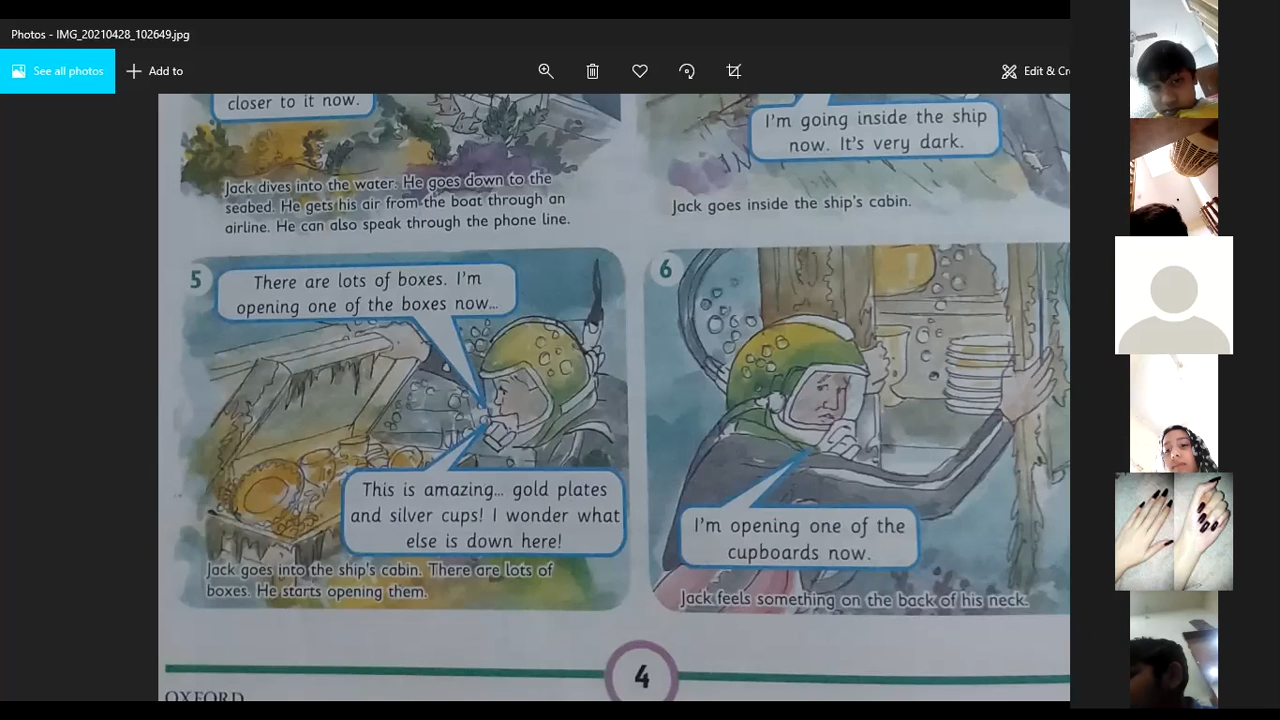 Photos - IMG_20210428_102649.jpg
See all photos
Add to
Edit & Cr
closer to it now.
Jack dives into the water. He goes down to the
seabed. He gets his air from the boat through an
airline. He can also speak through the phone line.
I'm going inside the ship
now. It's very dark.
Jack goes inside the ship's cabin.
5
There are lots of boxes. I'm
opening one of the boxes now...
This is amazing... gold plates
and silver cups! I wonder what
else is down here!
Jack goes into the ship's cabin. There are lots of
boxes. He starts opening them.
6
I'm opening one of the
cupboards now.
Jack feels something on the back of his neck.
4
OXFORD